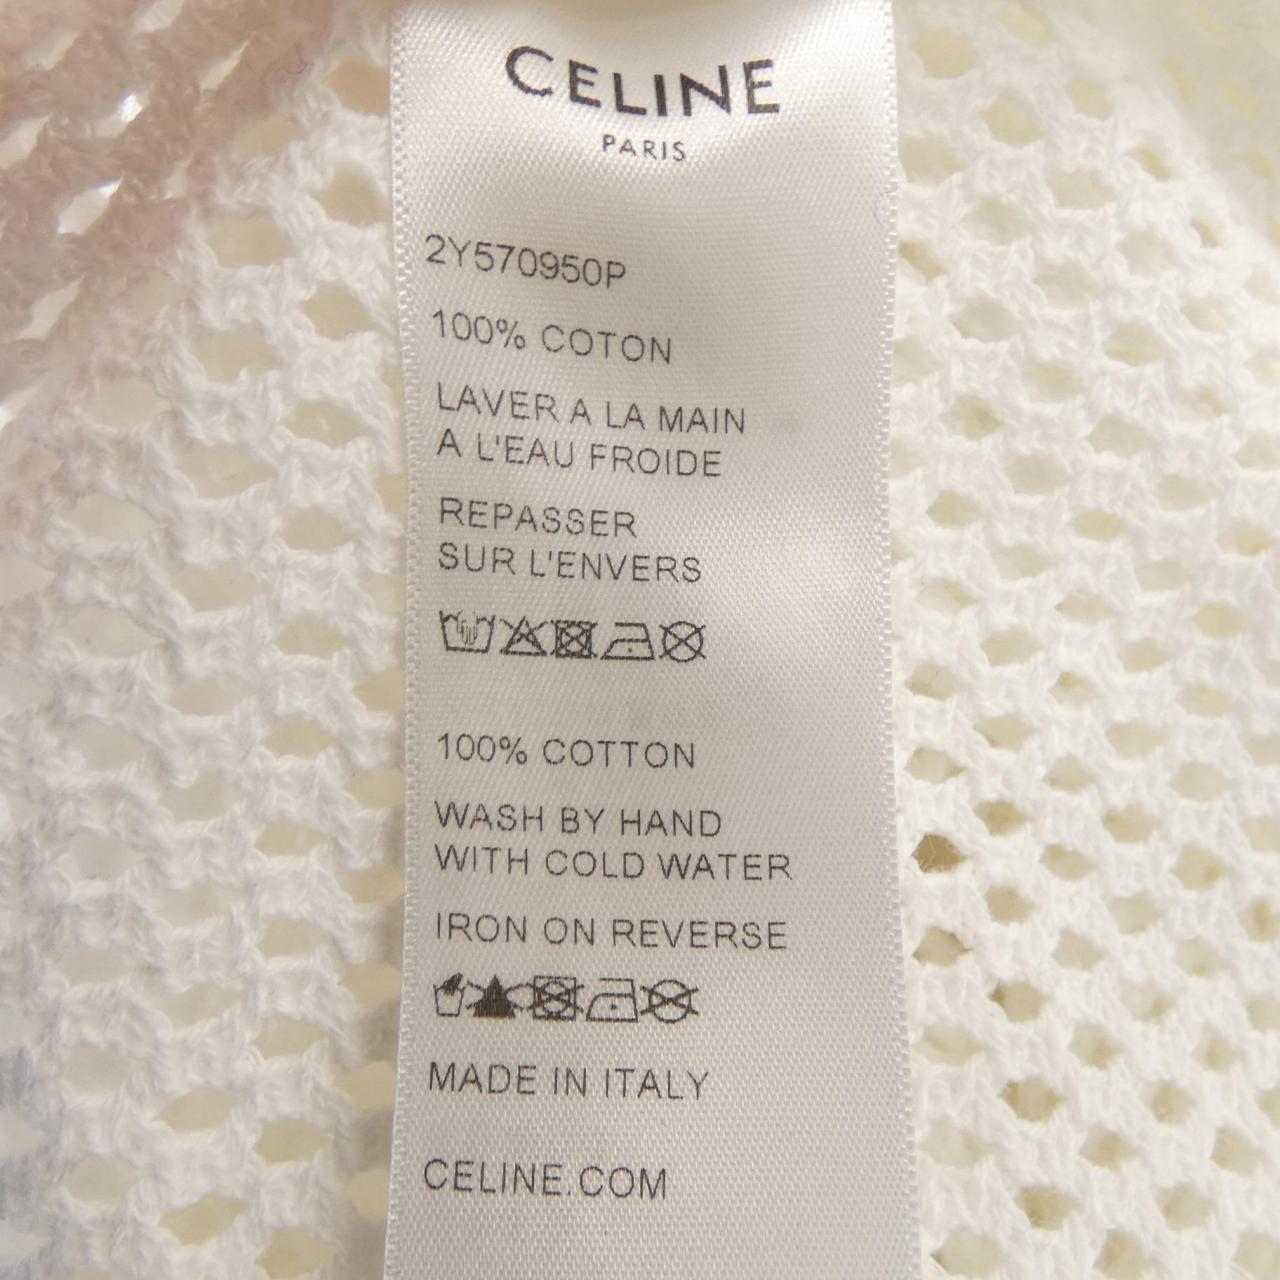 CELINE
PARIS
2Y570950P
100% COTON
LAVER A LA MAIN
A L'EAU FROIDE
REPASSER
SUR L'ENVERS
100% COTTON
WASH BY HAND
WITH COLD WATER
IRON ON REVERSE
MADE IN ITALY
CELINE.COM